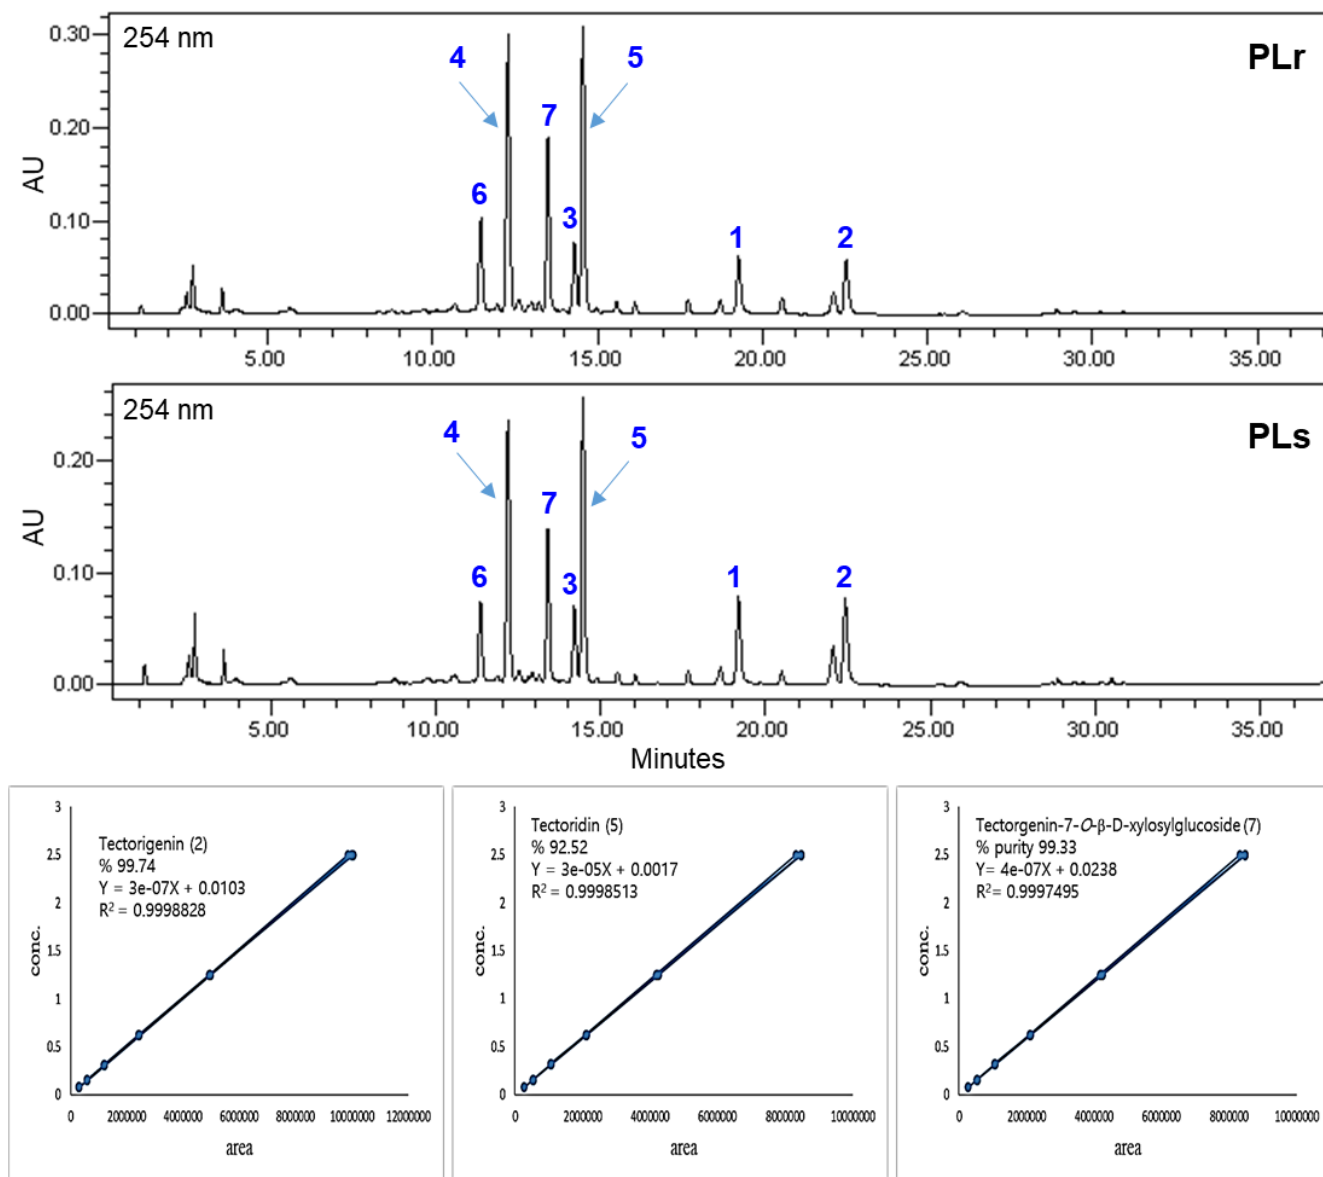 254 nm
PLr
0.30
0.20
0.10
0.00
AU
4
5
7
6
3
1
2
5.00 10.00 15.00 20.00 25.00 30.00 35.00
254 nm
PLs
0.20
0.10
0.00
AU
4
5
7
6
3
1
2
5.00 10.00 15.00 20.00 25.00 30.00 35.00
Minutes
Tectorigenin (2)
% 99.74
Y = 3e-07X + 0.0103
R² = 0.9998828
3
2.5
2
1.5
1
0.5
0
conc.
0 2000000 4000000 6000000 8000000 10000000 12000000
area
Tectoridin (5)
% 92.52
Y = 3e-05X + 0.0017
R² = 0.9998513
3
2.5
2
1.5
1
0.5
0
conc.
0 2000000 4000000 6000000 8000000 10000000
area
Tectorgenin-7-O-β-D-xylosylglucoside (7)
% purity 99.33
Y= 4e-07X + 0.0238
R²= 0.9997495
3
2.5
2
1.5
1
0.5
0
conc.
0 2000000 4000000 6000000 8000000 10000000
area